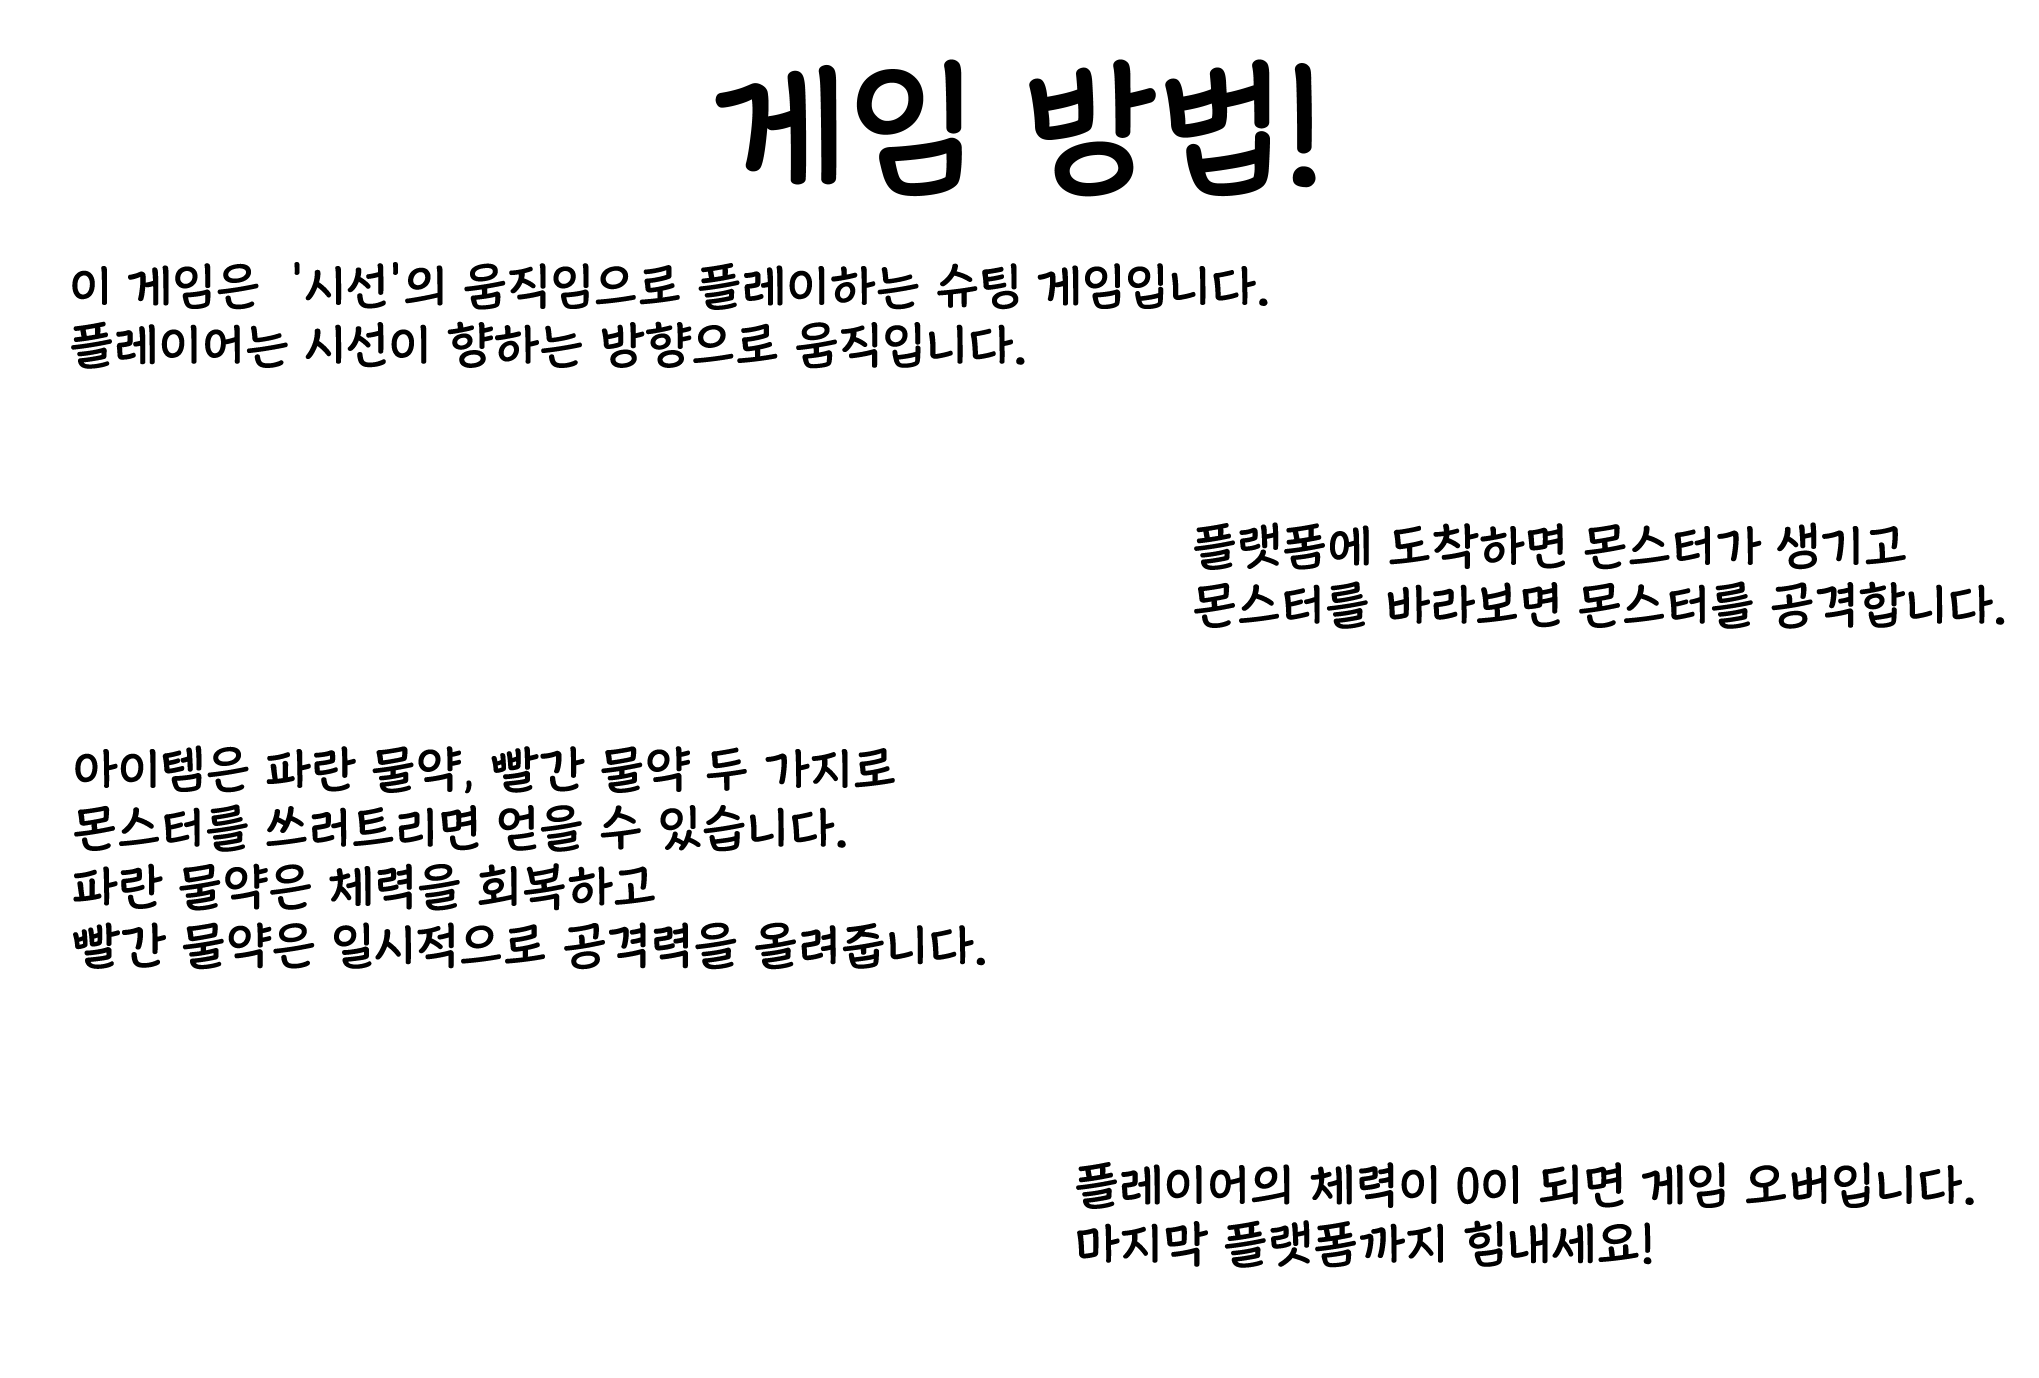 게임 방법!
이 게임은  '시선'의 움직임으로 플레이하는 슈팅 게임입니다.
플레이어는 시선이 향하는 방향으로 움직입니다.
플랫폼에 도착하면 몬스터가 생기고
몬스터를 바라보면 몬스터를 공격합니다.
아이템은 파란 물약, 빨간 물약 두 가지로
몬스터를 쓰러트리면 얻을 수 있습니다.
파란 물약은 체력을 회복하고
빨간 물약은 일시적으로 공격력을 올려줍니다.
플레이어의 체력이 0이 되면 게임 오버입니다.
마지막 플랫폼까지 힘내세요!